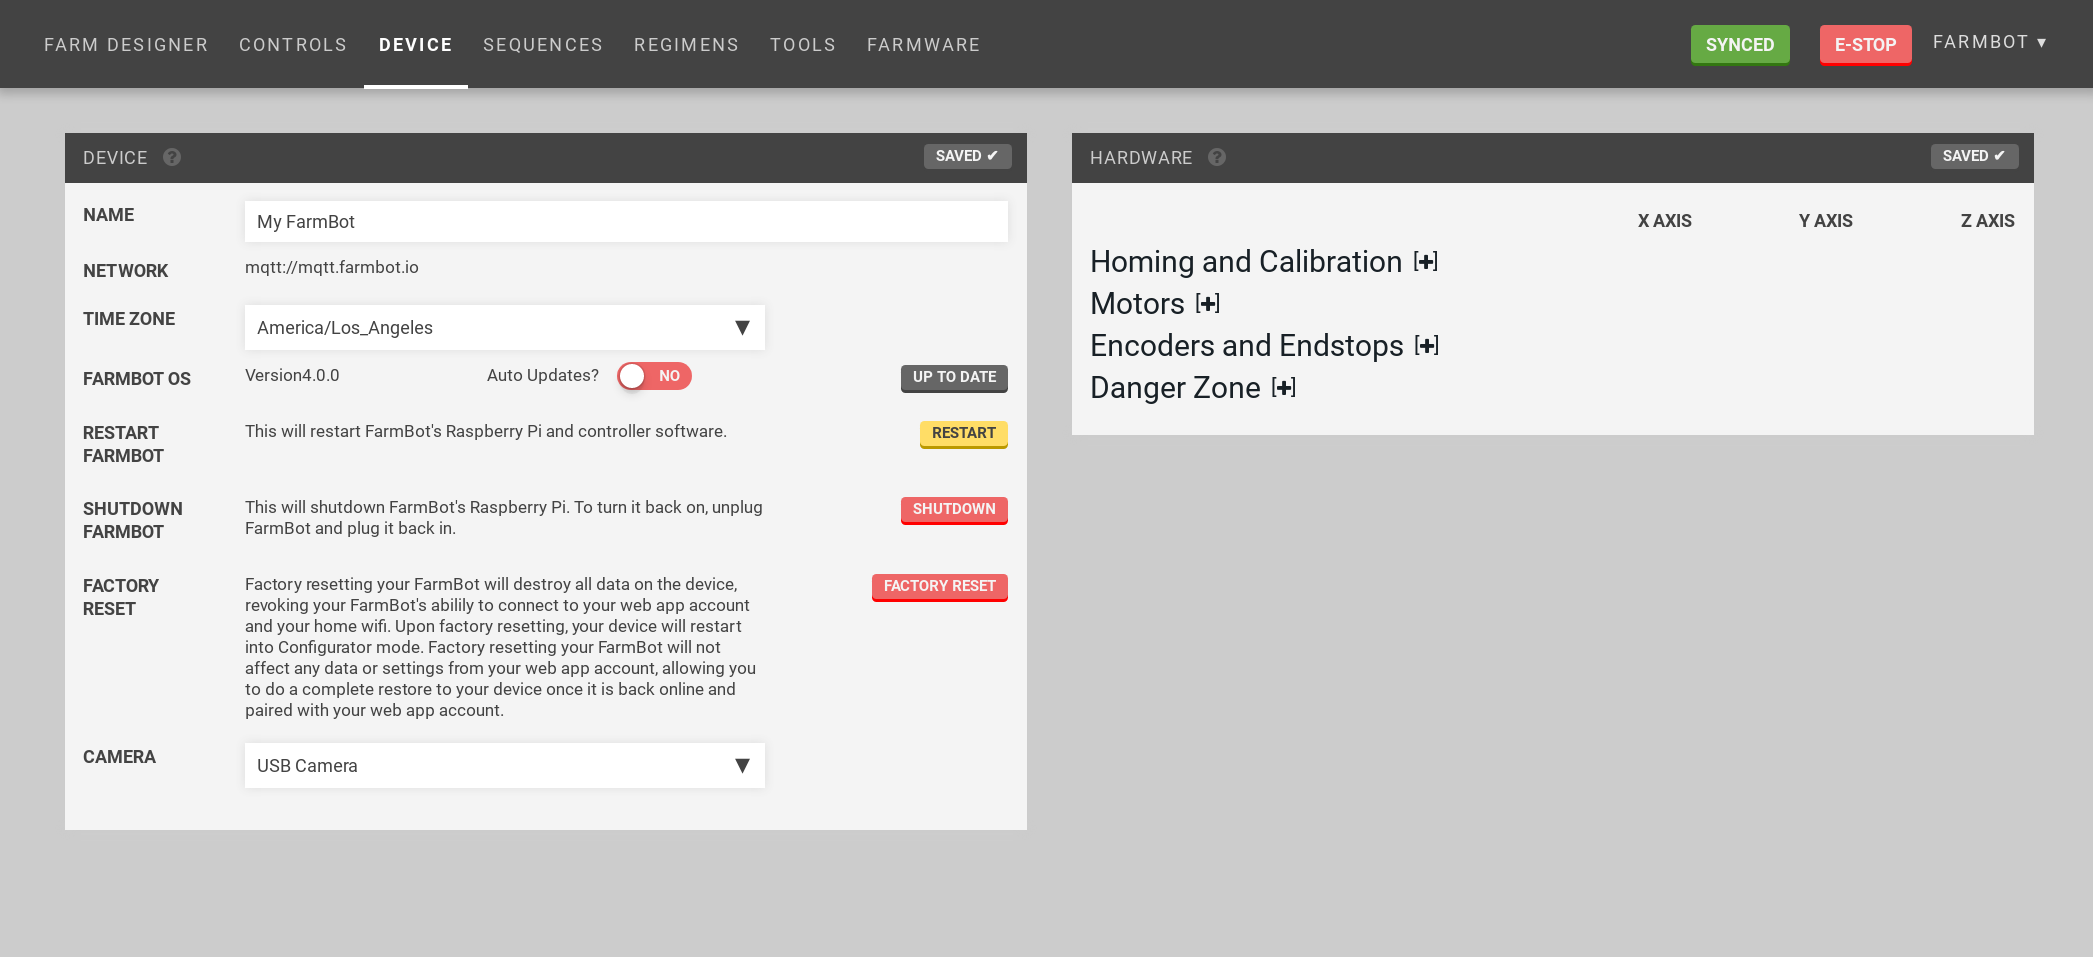 FARM DESIGNER CONTROLS DEVICE SEQUENCES REGIMENS TOOLS FARMWARE SYNCED E-STOP FARMBOT ▾
DEVICE ? SAVED ✔
NAME My FarmBot
NETWORK mqtt://mqtt.farmbot.io
TIME ZONE America/Los_Angeles ▼
FARMBOT OS Version4.0.0 Auto Updates? NO UP TO DATE
RESTART FARMBOT
This will restart FarmBot's Raspberry Pi and controller software. RESTART
SHUTDOWN
FARMBOT
This will shutdown FarmBot's Raspberry Pi. To turn it back on, unplug
FarmBot and plug it back in.
SHUTDOWN
FACTORY
RESET
Factory resetting your FarmBot will destroy all data on the device,
revoking your FarmBot's abilily to connect to your web app account
and your home wifi. Upon factory resetting, your device will restart
into Configurator mode. Factory resetting your FarmBot will not
affect any data or settings from your web app account, allowing you
to do a complete restore to your device once it is back online and
paired with your web app account.
FACTORY RESET
CAMERA USB Camera ▼
HARDWARE ? SAVED ✔
X AXIS Y AXIS Z AXIS
Homing and Calibration [+]
Motors [+]
Encoders and Endstops [+]
Danger Zone [+]